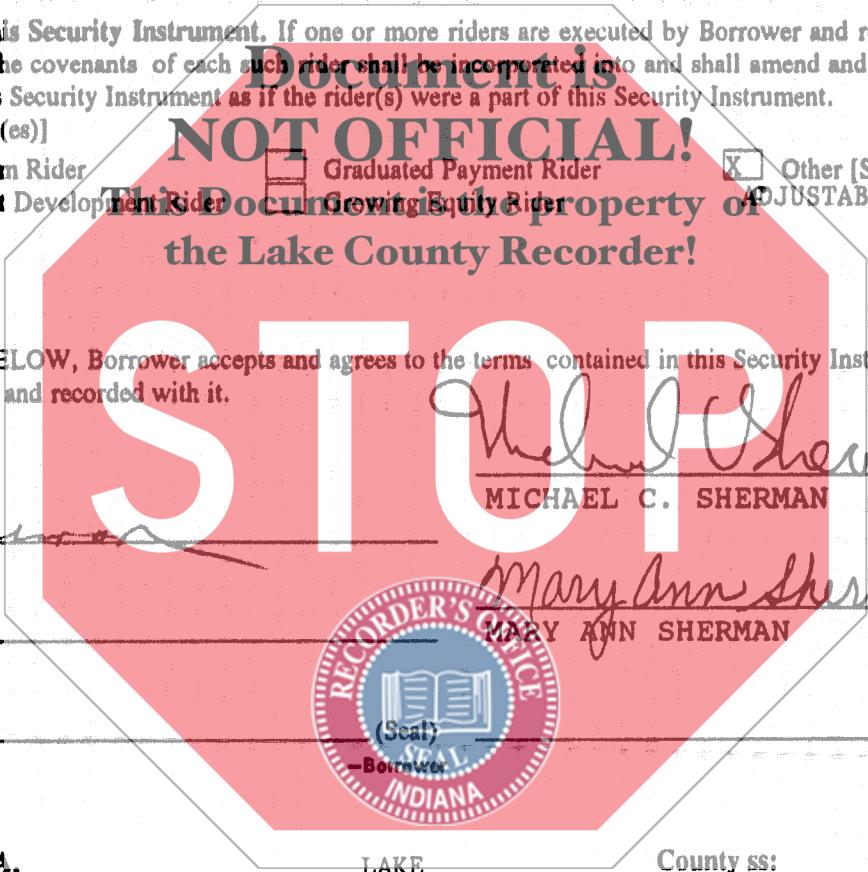 is Security Instrument. If one or more riders are executed by Borrower and r
he covenants of each such rider shall be incorporated into and shall amend and
Security Instrument as if the rider(s) were a part of this Security Instrument.
(es)]
Document is
NOT OFFICIAL!
This Document is the property of
the Lake County Recorder!
n Rider Graduated Payment Rider X Other [S
t Development Rider Growing Equity Rider ADJUSTAB
STOP
ELOW, Borrower accepts and agrees to the terms contained in this Security Inst
and recorded with it.
MICHAEL C. SHERMAN
Mary Ann Sher
MARY ANN SHERMAN
RECORDER'S OFFICE
SEAL
INDIANA
(Seal)
—Borrower
A. LAKE County ss: